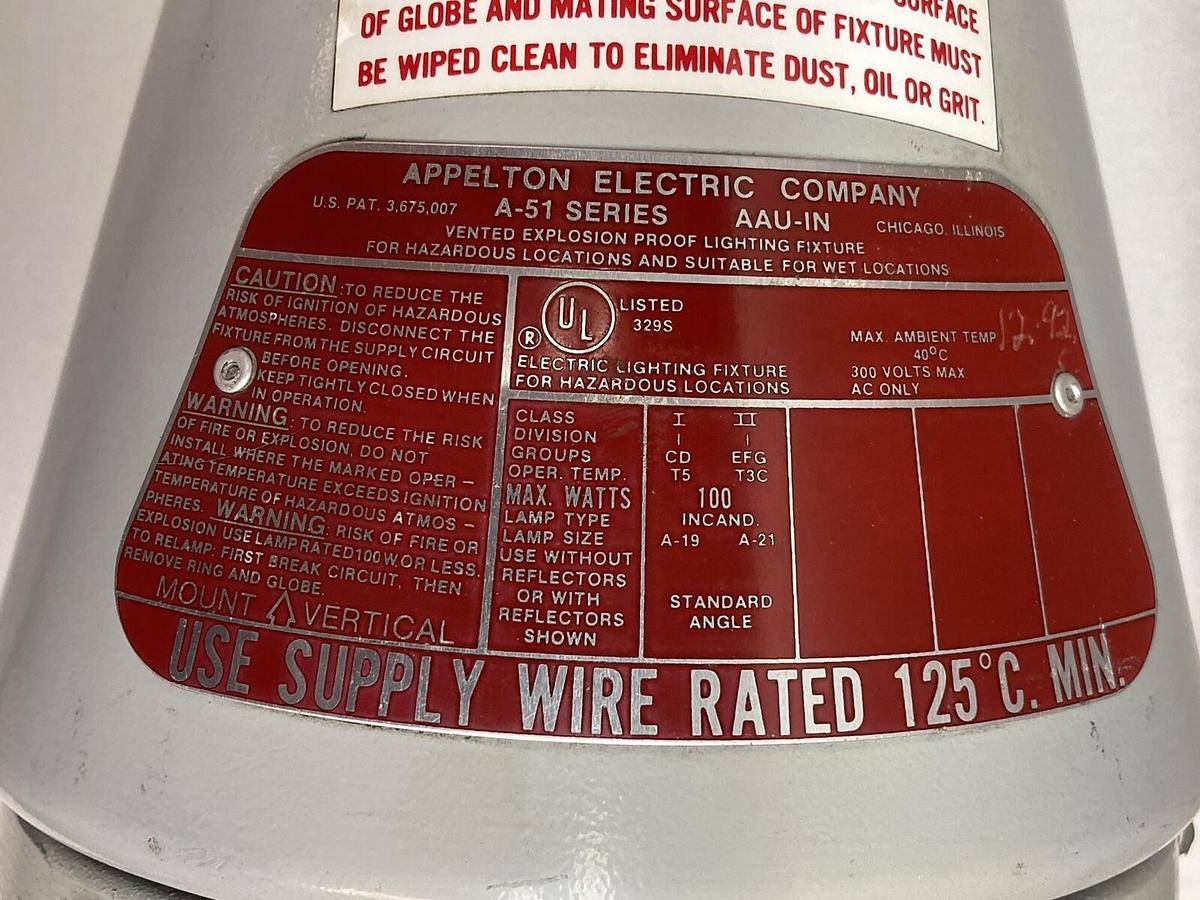 SURFACE
OF GLOBE AND MATING SURFACE OF FIXTURE MUST
BE WIPED CLEAN TO ELIMINATE DUST, OIL OR GRIT.
APPELTON ELECTRIC COMPANY
U.S. PAT. 3,675,007 A-51 SERIES AAU-IN CHICAGO, ILLINOIS
VENTED EXPLOSION PROOF LIGHTING FIXTURE
FOR HAZARDOUS LOCATIONS AND SUITABLE FOR WET LOCATIONS
CAUTION: TO REDUCE THE
RISK OF IGNITION OF HAZARDOUS
ATMOSPHERES. DISCONNECT THE
FIXTURE FROM THE SUPPLY CIRCUIT
BEFORE OPENING.
KEEP TIGHTLY CLOSED WHEN
IN OPERATION.
WARNING: TO REDUCE THE RISK
OF FIRE OR EXPLOSION, DO NOT
INSTALL WHERE THE MARKED OPER-
ATING TEMPERATURE EXCEEDS IGNITION
TEMPERATURE OF HAZARDOUS ATMOS-
PHERES. WARNING: RISK OF FIRE OR
EXPLOSION USE LAMP RATED 100W OR LESS.
TO RELAMP: FIRST BREAK CIRCUIT, THEN
REMOVE RING AND GLOBE.
MOUNT VERTICAL
UL LISTED
329S
®
ELECTRIC LIGHTING FIXTURE
FOR HAZARDOUS LOCATIONS
MAX. AMBIENT TEMP
40°C
300 VOLTS MAX.
AC ONLY
CLASS I II
DIVISION I I
GROUPS CD EFG
OPER. TEMP. T5 T3C
MAX. WATTS 100
LAMP TYPE INCAND.
LAMP SIZE A-19 A-21
USE WITHOUT
REFLECTORS
OR WITH STANDARD
REFLECTORS ANGLE
SHOWN
USE SUPPLY WIRE RATED 125°C. MIN.